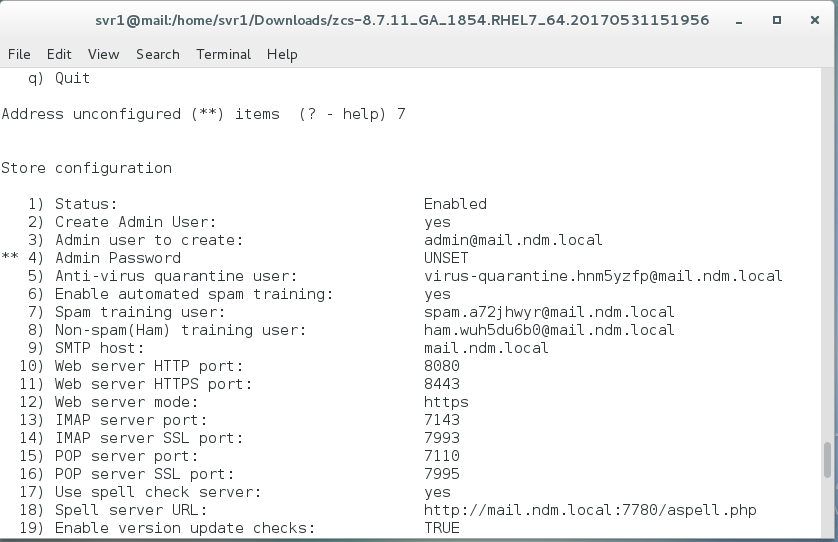 svr1@mail:/home/svr1/Downloads/zcs-8.7.11_GA_1854.RHEL7_64.20170531151956
File Edit View Search Terminal Help
q) Quit
Address unconfigured (**) items (? - help) 7
Store configuration
1) Status: Enabled
2) Create Admin User: yes
3) Admin user to create: admin@mail.ndm.local
** 4) Admin Password UNSET
5) Anti-virus quarantine user: virus-quarantine.hnm5yzfp@mail.ndm.local
6) Enable automated spam training: yes
7) Spam training user: spam.a72jhwyr@mail.ndm.local
8) Non-spam(Ham) training user: ham.wuh5du6b0@mail.ndm.local
9) SMTP host: mail.ndm.local
10) Web server HTTP port: 8080
11) Web server HTTPS port: 8443
12) Web server mode: https
13) IMAP server port: 7143
14) IMAP server SSL port: 7993
15) POP server port: 7110
16) POP server SSL port: 7995
17) Use spell check server: yes
18) Spell server URL: http://mail.ndm.local:7780/aspell.php
19) Enable version update checks: TRUE